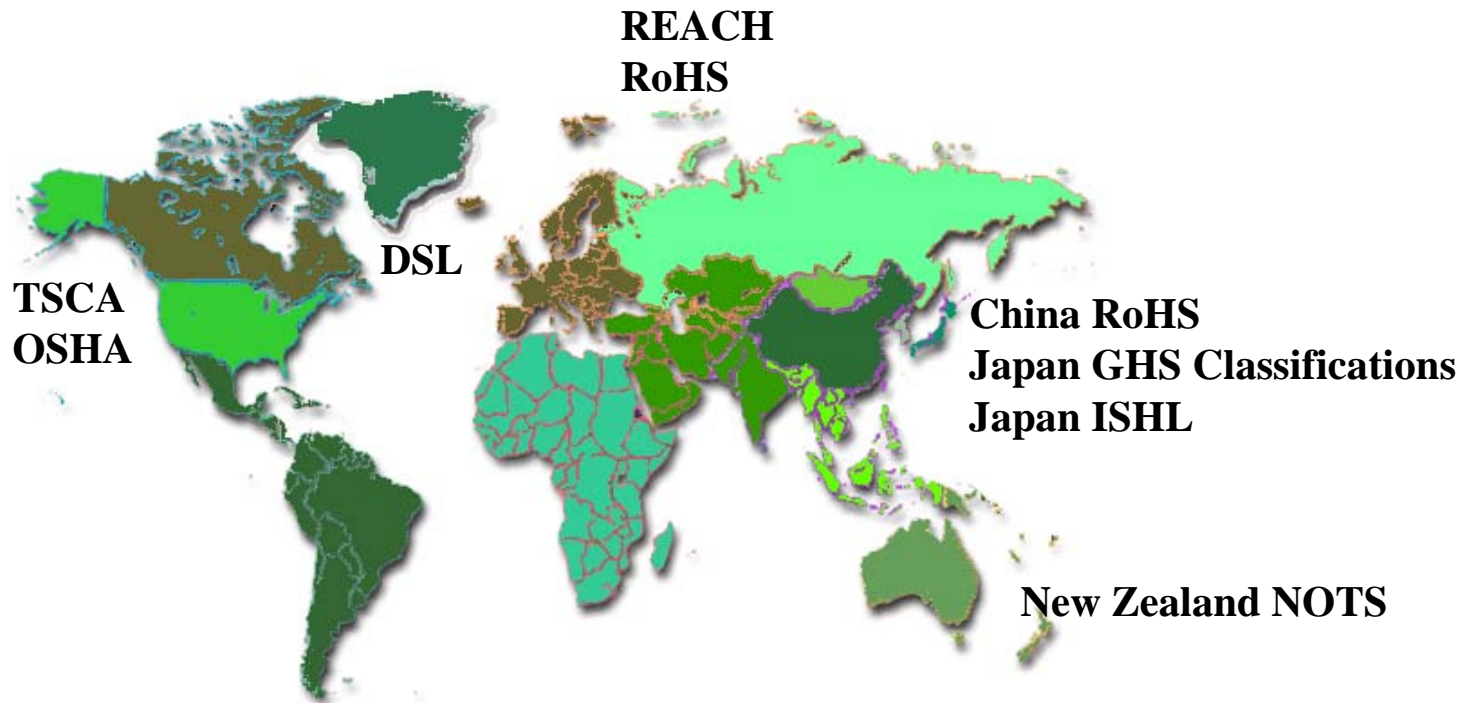 REACH
RoHS
DSL
TSCA
OSHA
China RoHS
Japan GHS Classifications
Japan ISHL
New Zealand NOTS